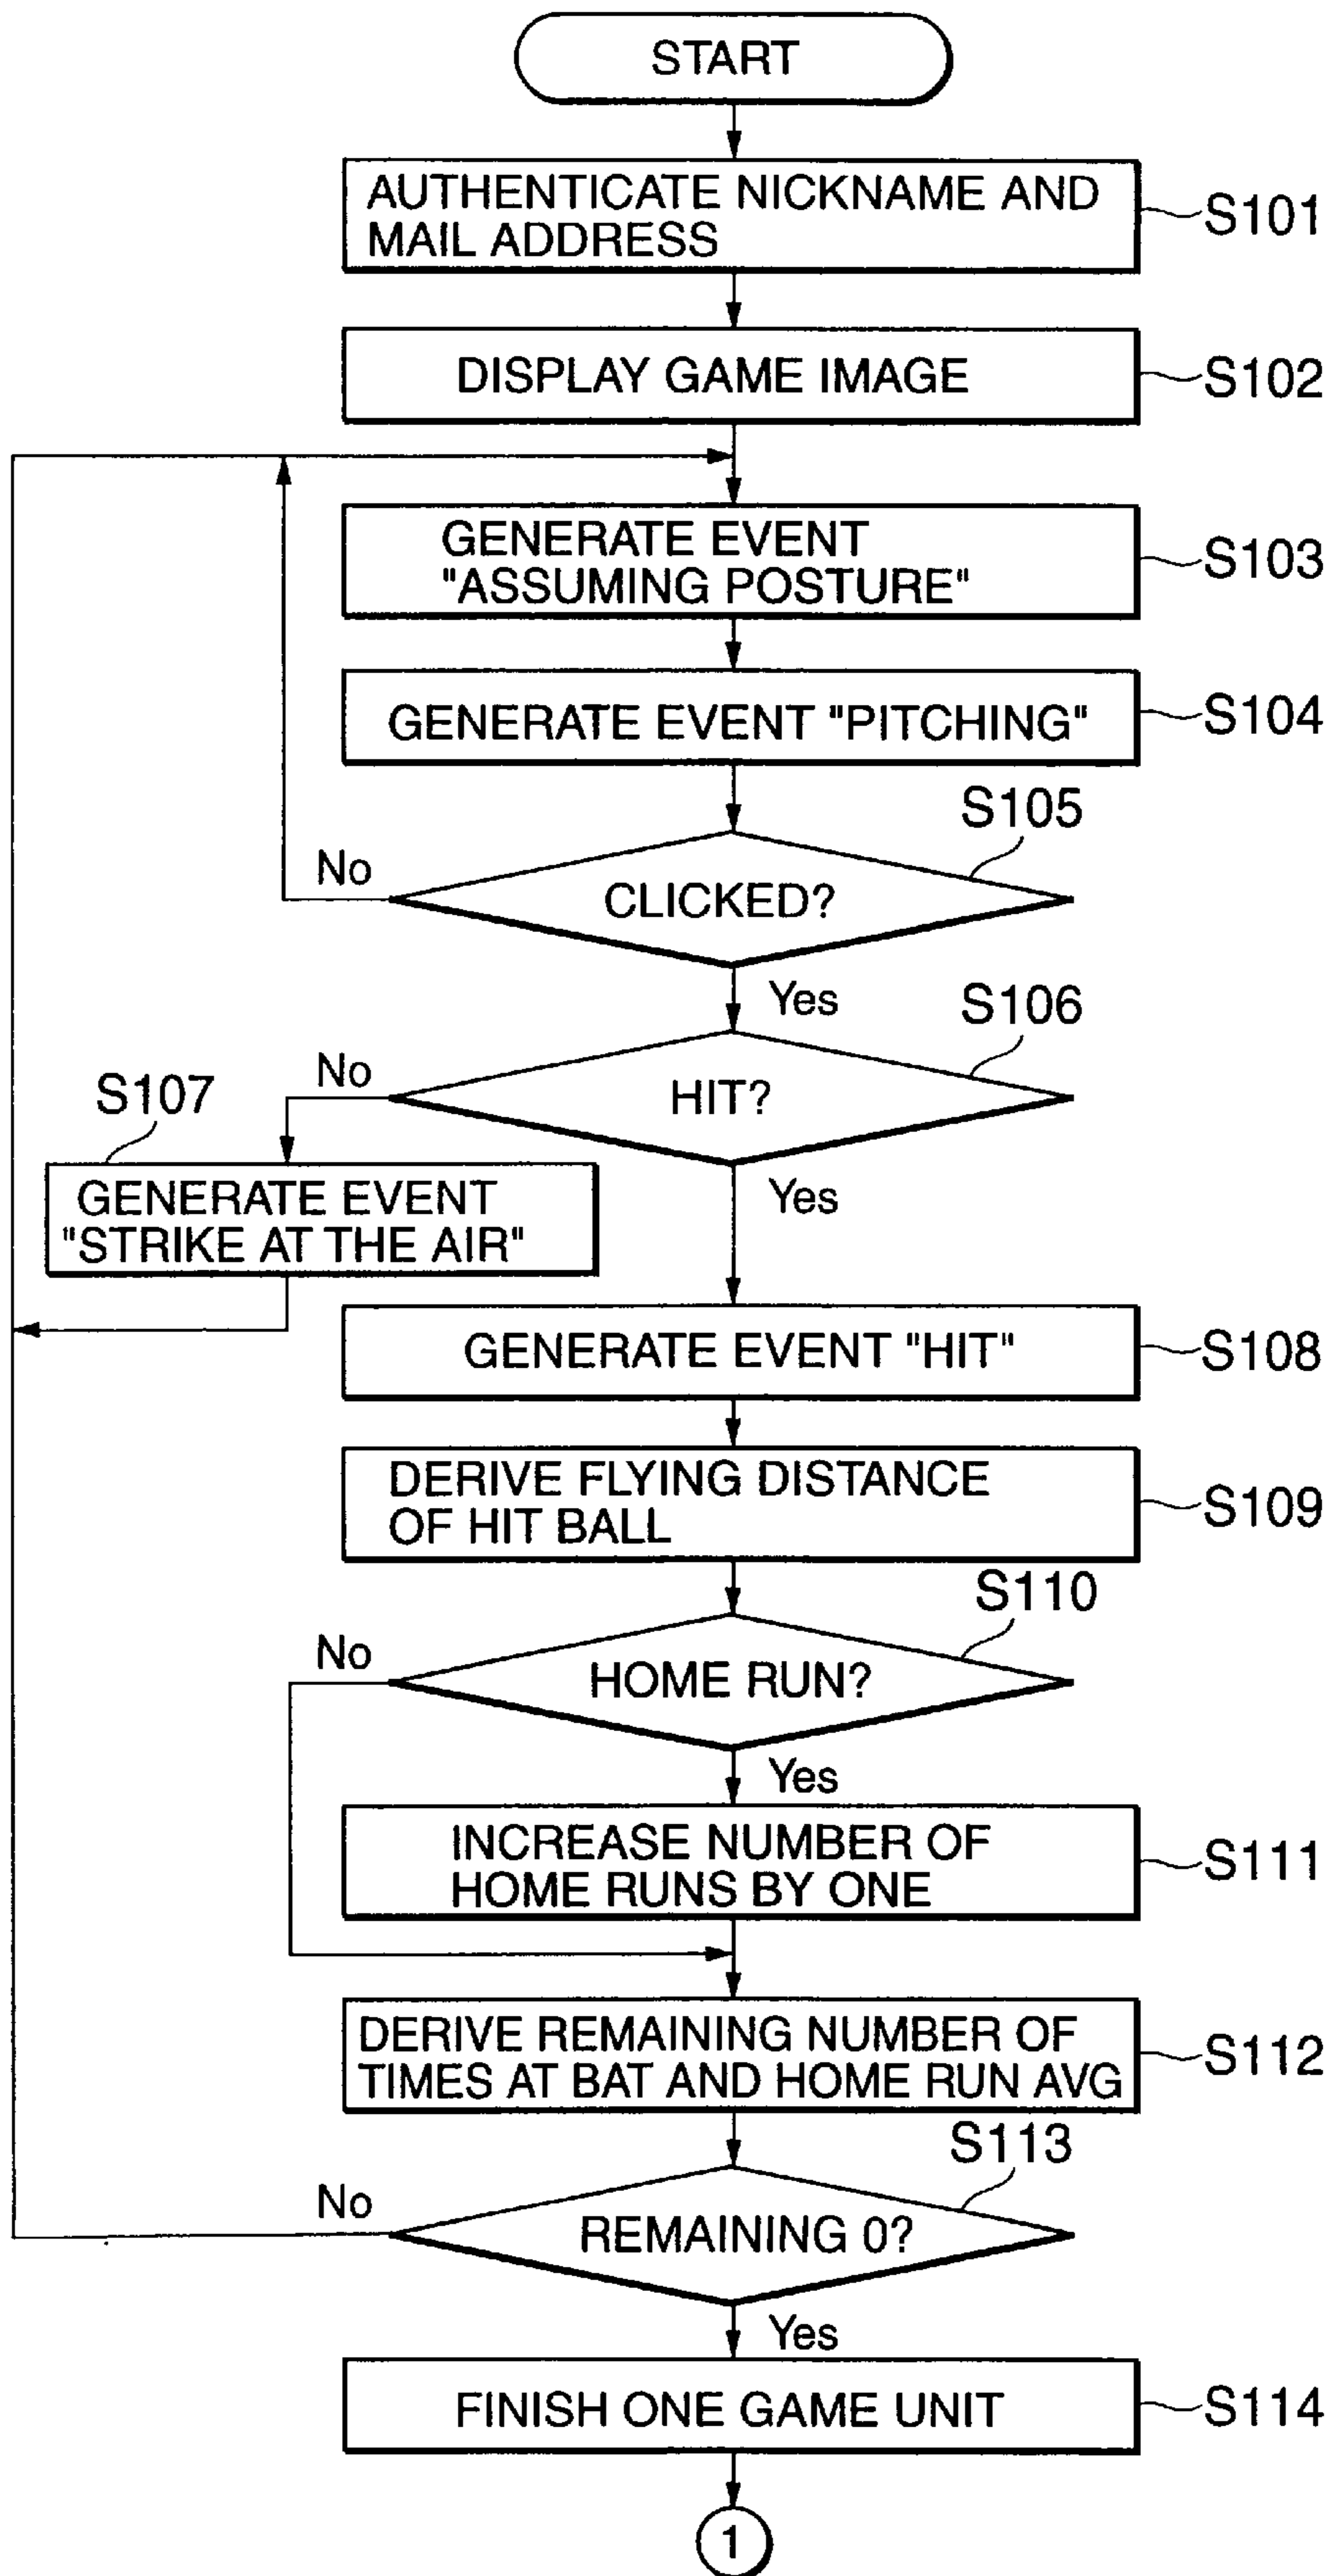 START
AUTHENTICATE NICKNAME AND
MAIL ADDRESS
S101
DISPLAY GAME IMAGE
S102
GENERATE EVENT
"ASSUMING POSTURE"
S103
GENERATE EVENT "PITCHING"
S104
S105
No
CLICKED?
Yes
S106
No
HIT?
Yes
S107
GENERATE EVENT
"STRIKE AT THE AIR"
GENERATE EVENT "HIT"
S108
DERIVE FLYING DISTANCE
OF HIT BALL
S109
S110
No
HOME RUN?
Yes
INCREASE NUMBER OF
HOME RUNS BY ONE
S111
DERIVE REMAINING NUMBER OF
TIMES AT BAT AND HOME RUN AVG
S112
S113
No
REMAINING 0?
Yes
FINISH ONE GAME UNIT
S114
1